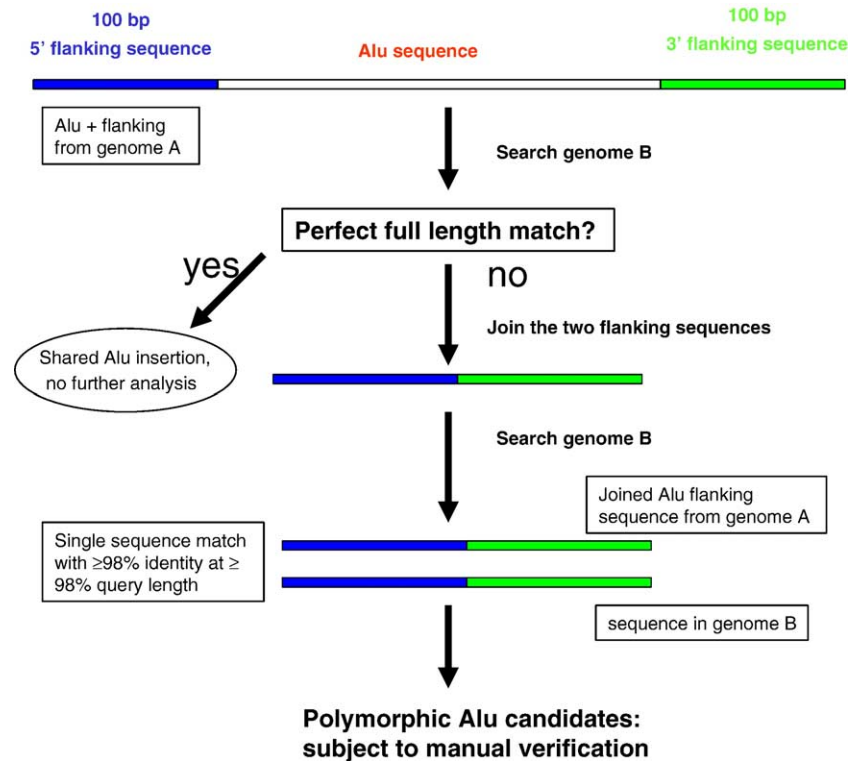 100 bp
5' flanking sequence
Alu sequence
100 bp
3' flanking sequence
Alu + flanking
from genome A
Search genome B
Perfect full length match?
yes
no
Join the two flanking sequences
Shared Alu insertion,
no further analysis
Search genome B
Joined Alu flanking
sequence from genome A
Single sequence match
with ≥98% identity at ≥
98% query length
sequence in genome B
Polymorphic Alu candidates:
subject to manual verification